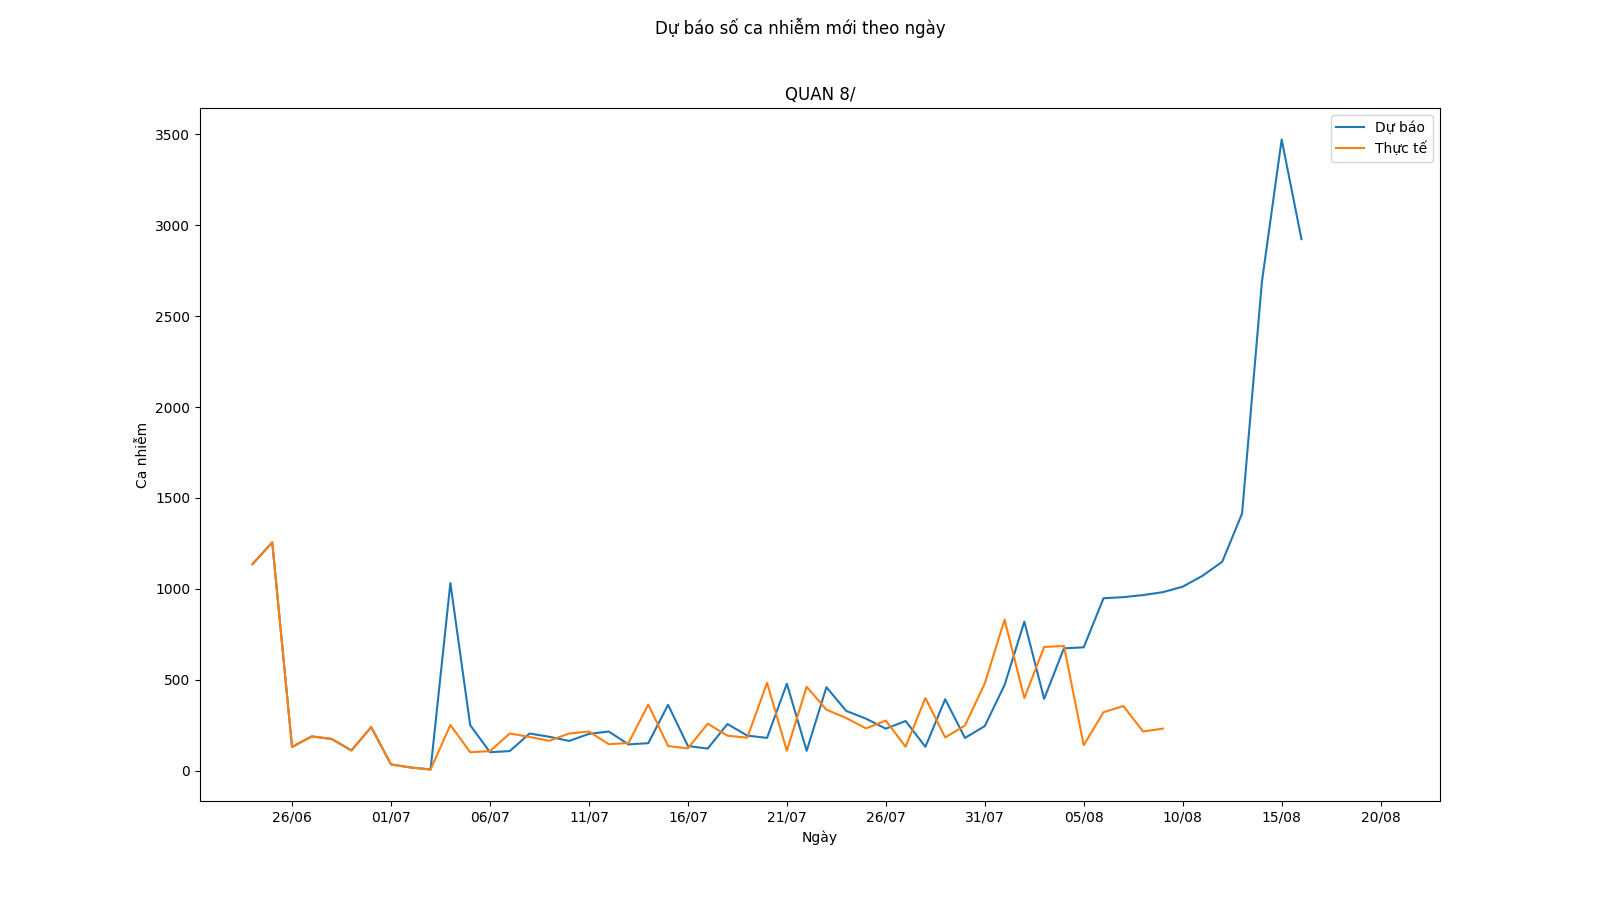 Dự báo số ca nhiễm mới theo ngày
QUAN 8/
Dự báo
Thực tế
3500
3000
2500
2000
1500
1000
500
0
Ca nhiễm
26/06 01/07 06/07 11/07 16/07 21/07 26/07 31/07 05/08 10/08 15/08 20/08
Ngày